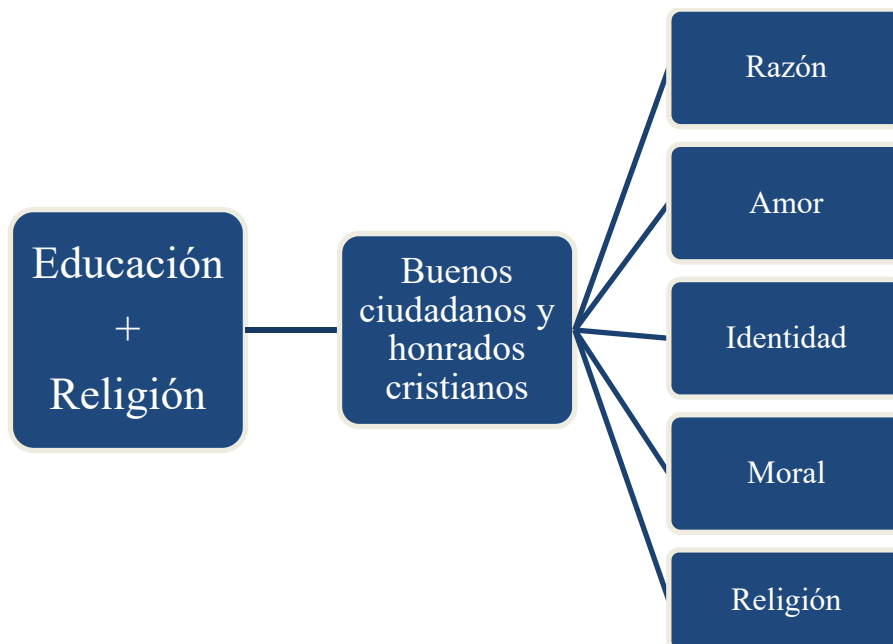 Educación
+
Religión
Buenos
ciudadanos y
honrados
cristianos
Razón
Amor
Identidad
Moral
Religión